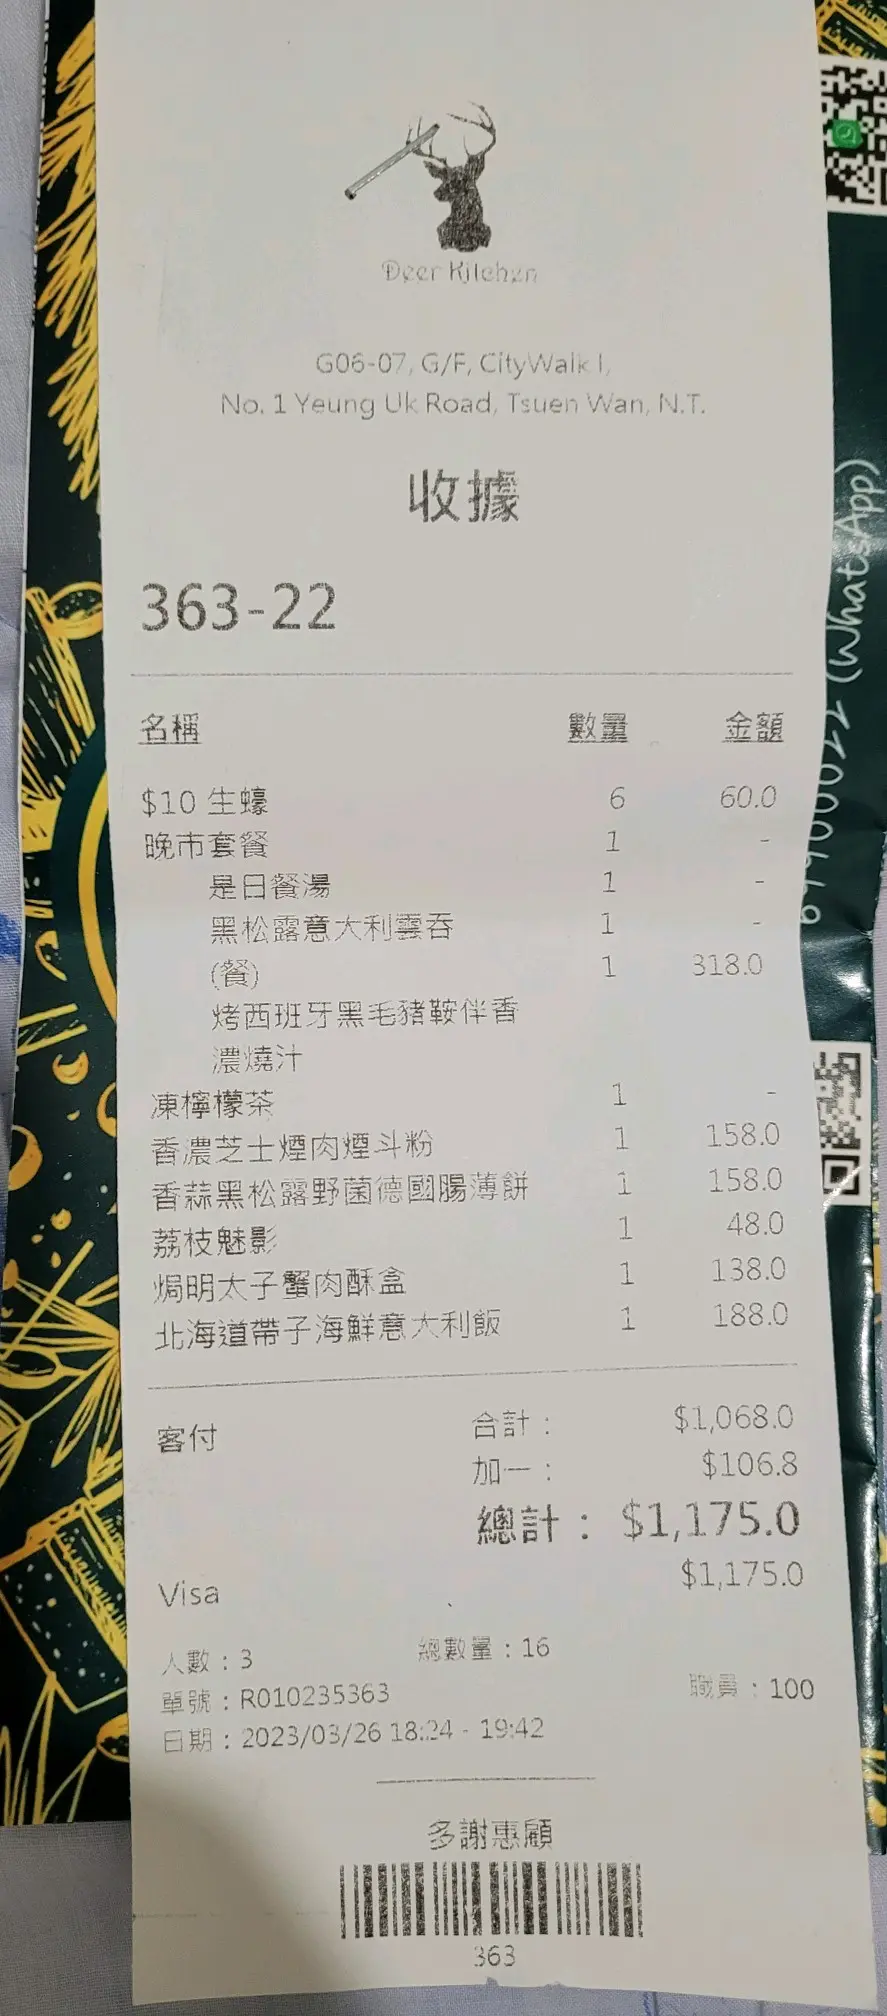 Deer Kitchen
G06-07, G/F, CityWalk I,
No. 1 Yeung Uk Road, Tsuen Wan, N.T.
收據
363-22
名稱 數量 金額
$10 生蠔 6 60.0
晚市套餐 1 -
是日餐湯 1 -
黑松露意大利雲吞 1 -
(餐) 1 318.0
烤西班牙黑毛豬鞍伴香
濃燒汁
凍檸檬茶 1 -
香濃芝士煙肉煙斗粉 1 158.0
香蒜黑松露野菌德國腸薄餅 1 158.0
荔枝魅影 1 48.0
焗明太子蟹肉酥盒 1 138.0
北海道帶子海鮮意大利飯 1 188.0
客付 合計 : $1,068.0
加一 : $106.8
總計 : $1,175.0
Visa $1,175.0
人數 : 3 總數量 : 16
單號 : R010235363 職員 : 100
日期 : 2023/03/26 18:24 - 19:42
多謝惠顧
363
(WhatsApp)